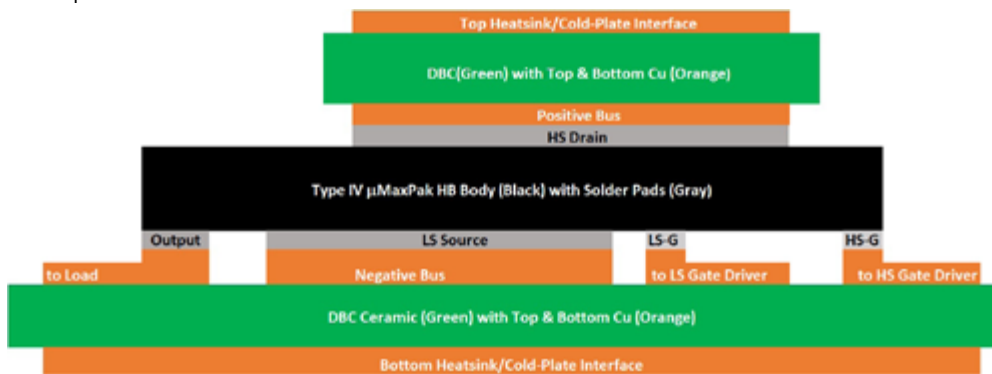 Top Heatsink/Cold-Plate Interface
DBC(Green) with Top & Bottom Cu (Orange)
Positive Bus
HS Drain
Type IV µMaxPak HB Body (Black) with Solder Pads (Gray)
Output LS Source LS-G HS-G
to Load Negative Bus to LS Gate Driver to HS Gate Driver
DBC Ceramic (Green) with Top & Bottom Cu (Orange)
Bottom Heatsink/Cold-Plate Interface